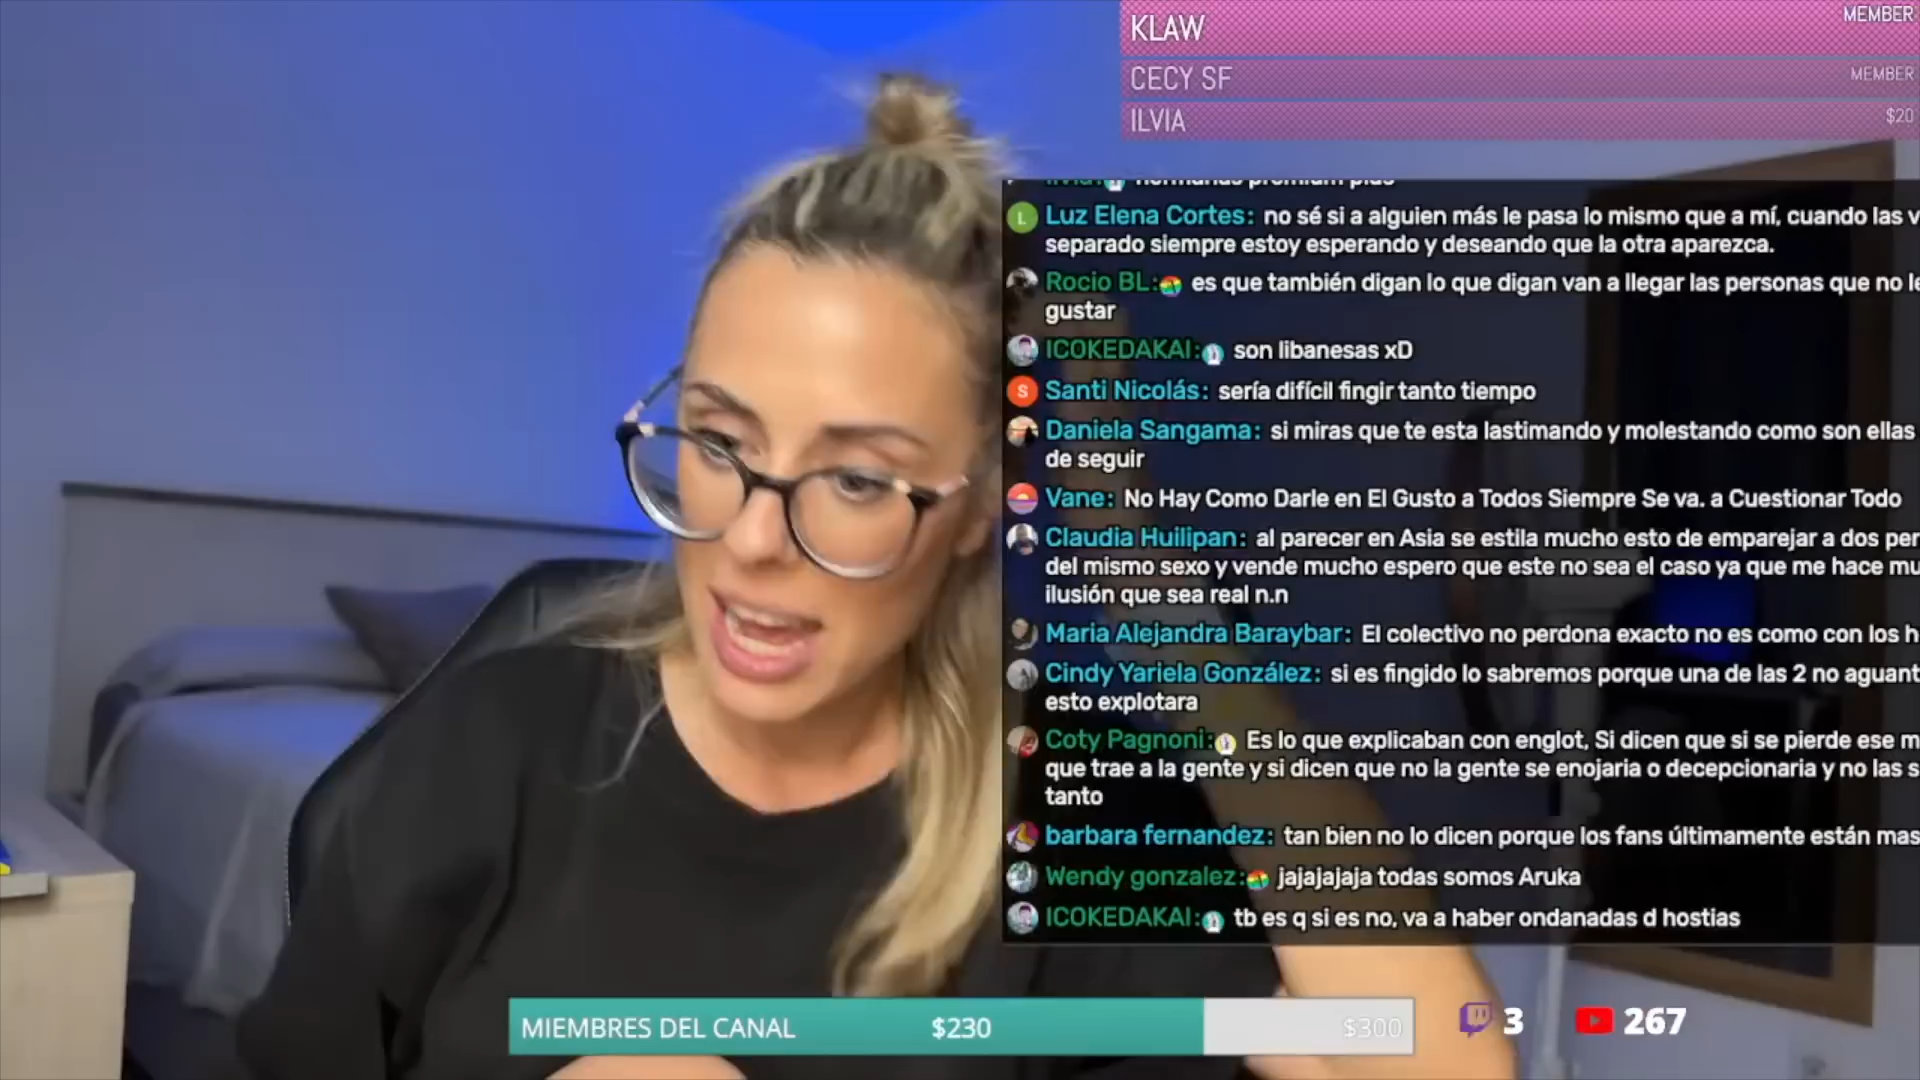 KLAW MEMBER
CECY SF MEMBER
ILVIA $20
ilvia: hermanas premium plus
L Luz Elena Cortes: no sé si a alguien más le pasa lo mismo que a mí, cuando las v
separado siempre estoy esperando y deseando que la otra aparezca.
Rocio BL: es que también digan lo que digan van a llegar las personas que no le
gustar
ICOKEDAKAI: son libanesas xD
S Santi Nicolás: sería difícil fingir tanto tiempo
Daniela Sangama: si miras que te esta lastimando y molestando como son ellas
de seguir
Vane: No Hay Como Darle en El Gusto a Todos Siempre Se va. a Cuestionar Todo
Claudia Huilipan: al parecer en Asia se estila mucho esto de emparejar a dos per
del mismo sexo y vende mucho espero que este no sea el caso ya que me hace mu
ilusión que sea real n.n
Maria Alejandra Baraybar: El colectivo no perdona exacto no es como con los h
Cindy Yariela González: si es fingido lo sabremos porque una de las 2 no aguant
esto explotara
Coty Pagnoni: Es lo que explicaban con englot, Si dicen que si se pierde ese m
que trae a la gente y si dicen que no la gente se enojaria o decepcionaria y no las s
tanto
barbara fernandez: tan bien no lo dicen porque los fans últimamente están mas
Wendy gonzalez: jajajajaja todas somos Aruka
ICOKEDAKAI: tb es q si es no, va a haber ondanadas d hostias
MIEMBRES DEL CANAL $230 $300
3 267